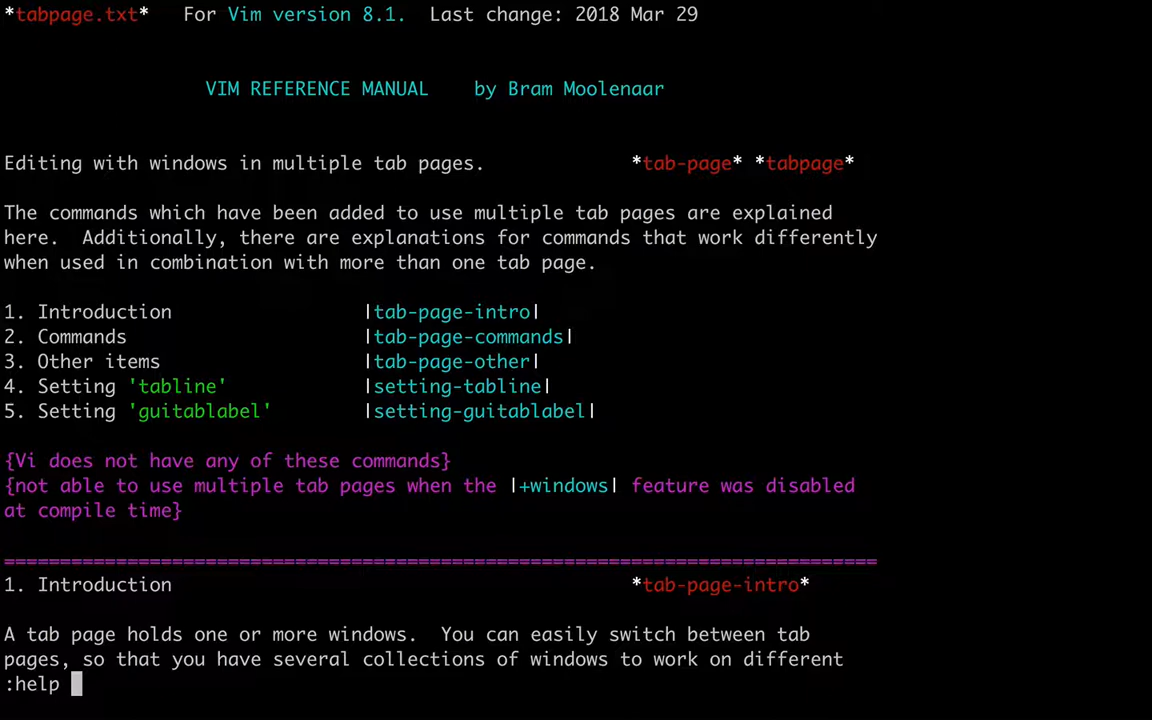 *tabpage.txt*   For Vim version 8.1.  Last change: 2018 Mar 29
VIM REFERENCE MANUAL    by Bram Moolenaar
Editing with windows in multiple tab pages.             *tab-page* *tabpage*
The commands which have been added to use multiple tab pages are explained
here.  Additionally, there are explanations for commands that work differently
when used in combination with more than one tab page.
1. Introduction                 |tab-page-intro|
2. Commands                     |tab-page-commands|
3. Other items                  |tab-page-other|
4. Setting 'tabline'            |setting-tabline|
5. Setting 'guitablabel'        |setting-guitablabel|
{Vi does not have any of these commands}
{not able to use multiple tab pages when the |+windows| feature was disabled
at compile time}
==============================================================================
1. Introduction                                         *tab-page-intro*
A tab page holds one or more windows.  You can easily switch between tab
pages, so that you have several collections of windows to work on different
:help